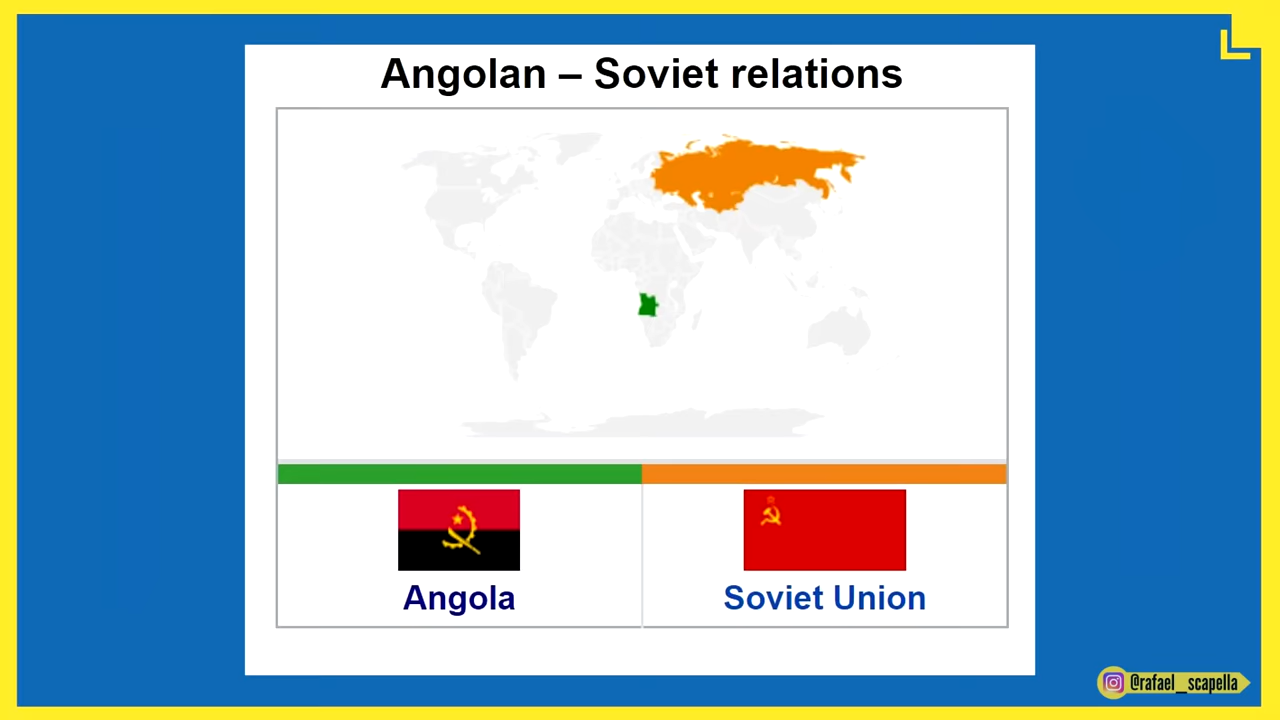 Angolan – Soviet relations
Angola
Soviet Union
@rafael_scapella